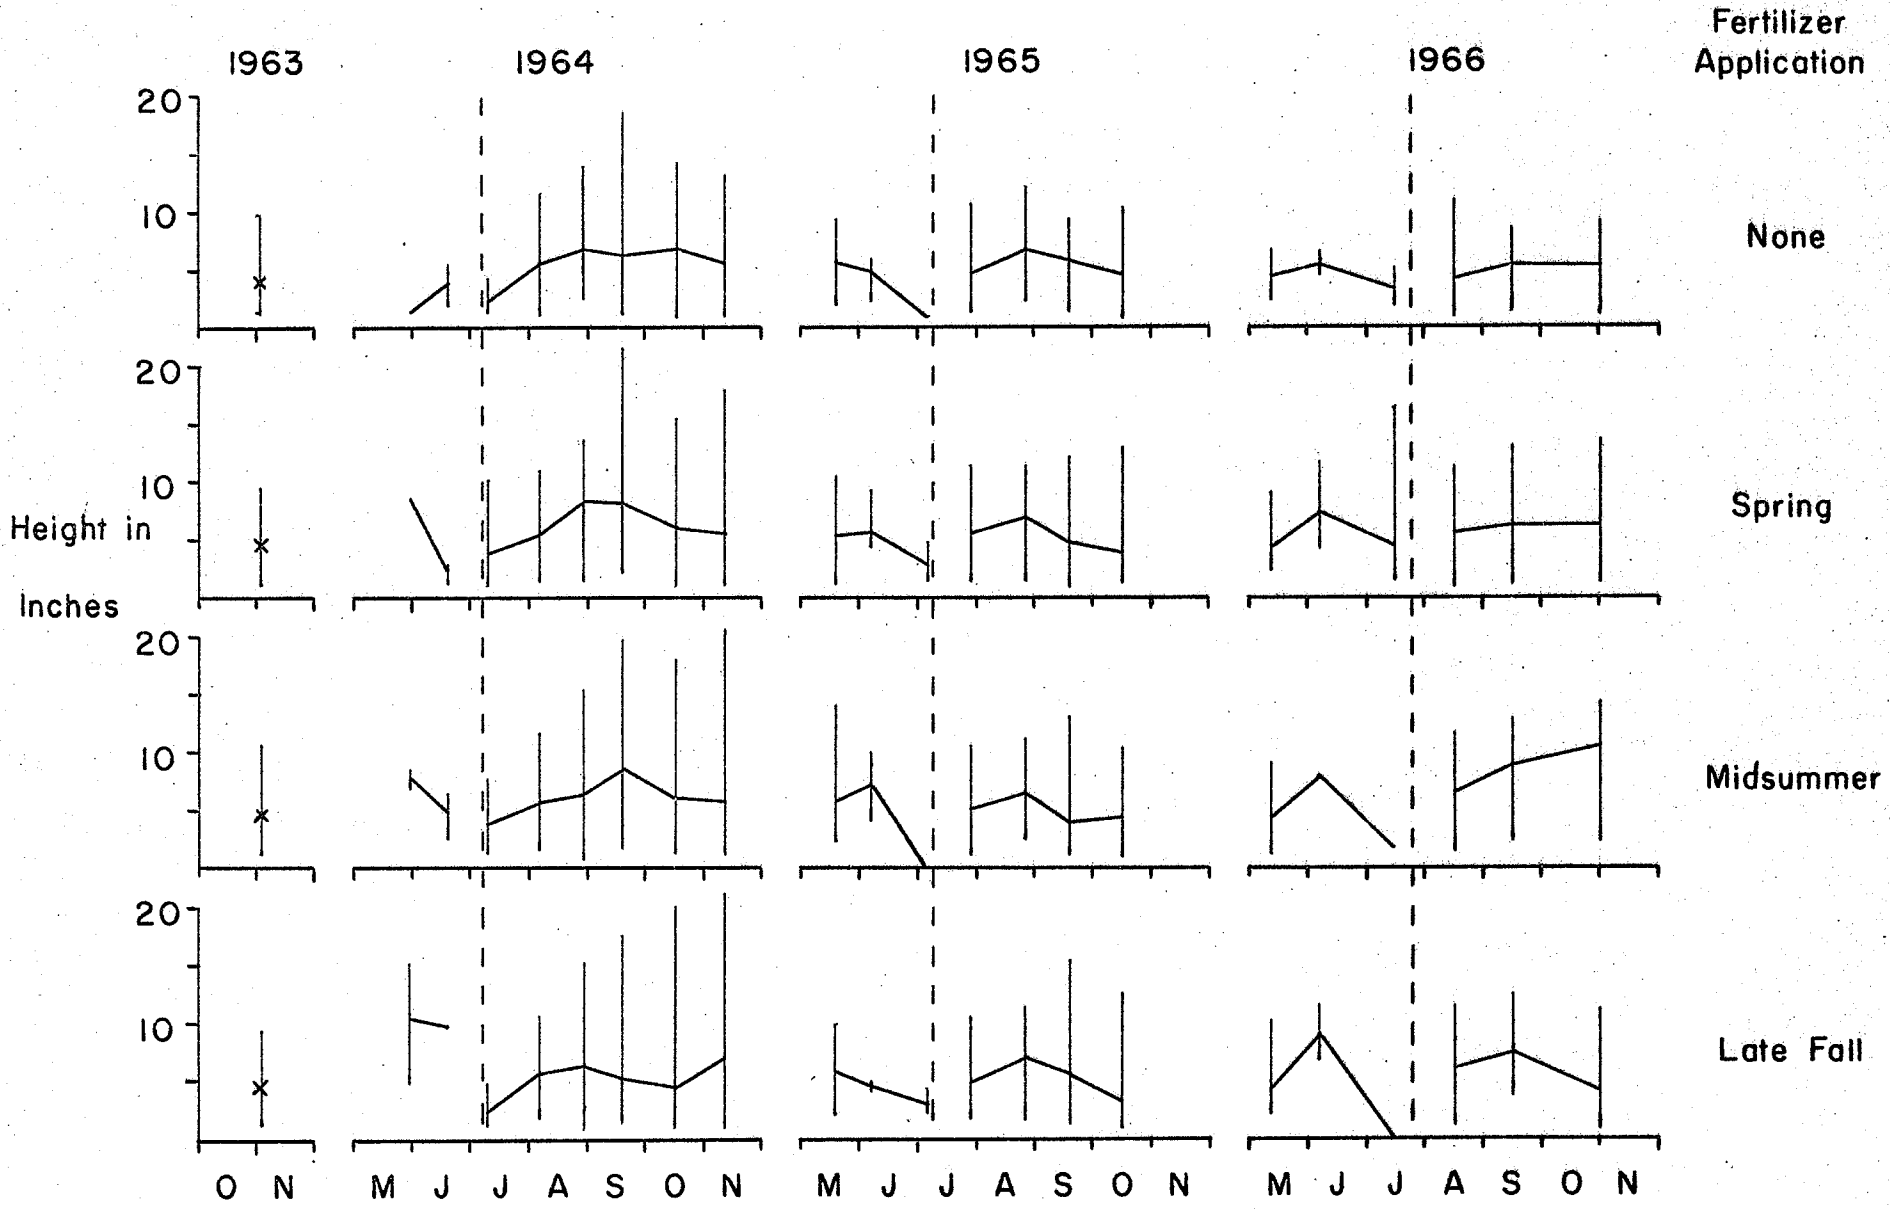 Fertilizer
1963 1964 1965 1966 Application
20
10 None
20
10 Spring
Height in
Inches
20
10 Midsummer
20
10 Late Fall
O N M J J A S O N M J J A S O N M J J A S O N